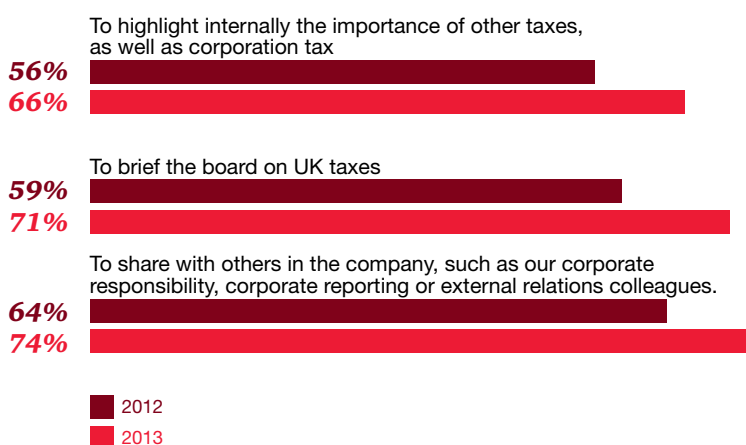 To highlight internally the importance of other taxes,
as well as corporation tax
56%
66%
To brief the board on UK taxes
59%
71%
To share with others in the company, such as our corporate
responsibility, corporate reporting or external relations colleagues.
64%
74%
2012
2013